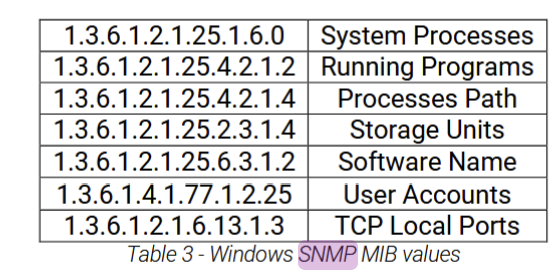 1.3.6.1.2.1.25.1.6.0 System Processes
1.3.6.1.2.1.25.4.2.1.2 Running Programs
1.3.6.1.2.1.25.4.2.1.4 Processes Path
1.3.6.1.2.1.25.2.3.1.4 Storage Units
1.3.6.1.2.1.25.6.3.1.2 Software Name
1.3.6.1.4.1.77.1.2.25 User Accounts
1.3.6.1.2.1.6.13.1.3 TCP Local Ports
Table 3 - Windows SNMP MIB values